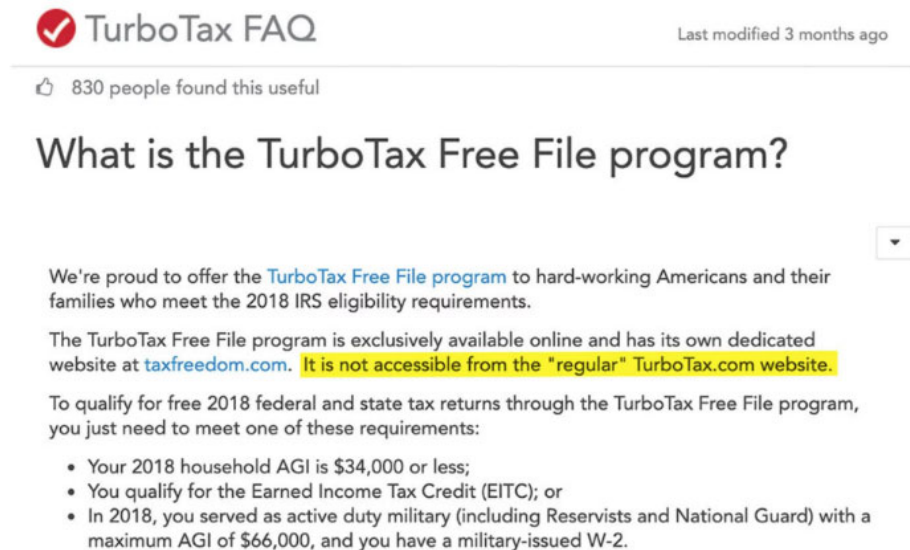 TurboTax FAQ
Last modified 3 months ago
830 people found this useful
What is the TurboTax Free File program?
We're proud to offer the TurboTax Free File program to hard-working Americans and their
families who meet the 2018 IRS eligibility requirements.
The TurboTax Free File program is exclusively available online and has its own dedicated
website at taxfreedom.com. It is not accessible from the "regular" TurboTax.com website.
To qualify for free 2018 federal and state tax returns through the TurboTax Free File program,
you just need to meet one of these requirements:
• Your 2018 household AGI is $34,000 or less;
• You qualify for the Earned Income Tax Credit (EITC); or
• In 2018, you served as active duty military (including Reservists and National Guard) with a
maximum AGI of $66,000, and you have a military-issued W-2.